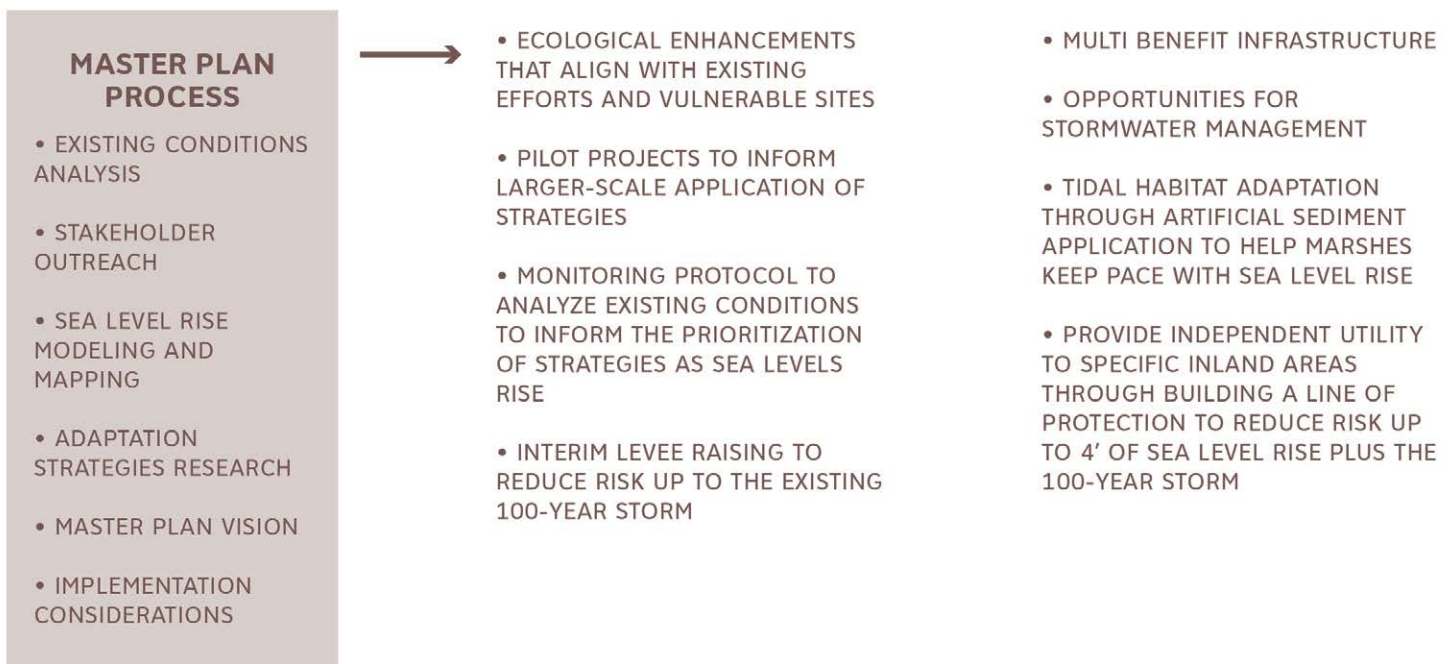 MASTER PLAN
PROCESS
• EXISTING CONDITIONS
ANALYSIS
• STAKEHOLDER
OUTREACH
• SEA LEVEL RISE
MODELING AND
MAPPING
• ADAPTATION
STRATEGIES RESEARCH
• MASTER PLAN VISION
• IMPLEMENTATION
CONSIDERATIONS
• ECOLOGICAL ENHANCEMENTS
THAT ALIGN WITH EXISTING
EFFORTS AND VULNERABLE SITES
• PILOT PROJECTS TO INFORM
LARGER-SCALE APPLICATION OF
STRATEGIES
• MONITORING PROTOCOL TO
ANALYZE EXISTING CONDITIONS
TO INFORM THE PRIORITIZATION
OF STRATEGIES AS SEA LEVELS
RISE
• INTERIM LEVEE RAISING TO
REDUCE RISK UP TO THE EXISTING
100-YEAR STORM
• MULTI BENEFIT INFRASTRUCTURE
• OPPORTUNITIES FOR
STORMWATER MANAGEMENT
• TIDAL HABITAT ADAPTATION
THROUGH ARTIFICIAL SEDIMENT
APPLICATION TO HELP MARSHES
KEEP PACE WITH SEA LEVEL RISE
• PROVIDE INDEPENDENT UTILITY
TO SPECIFIC INLAND AREAS
THROUGH BUILDING A LINE OF
PROTECTION TO REDUCE RISK UP
TO 4’ OF SEA LEVEL RISE PLUS THE
100-YEAR STORM